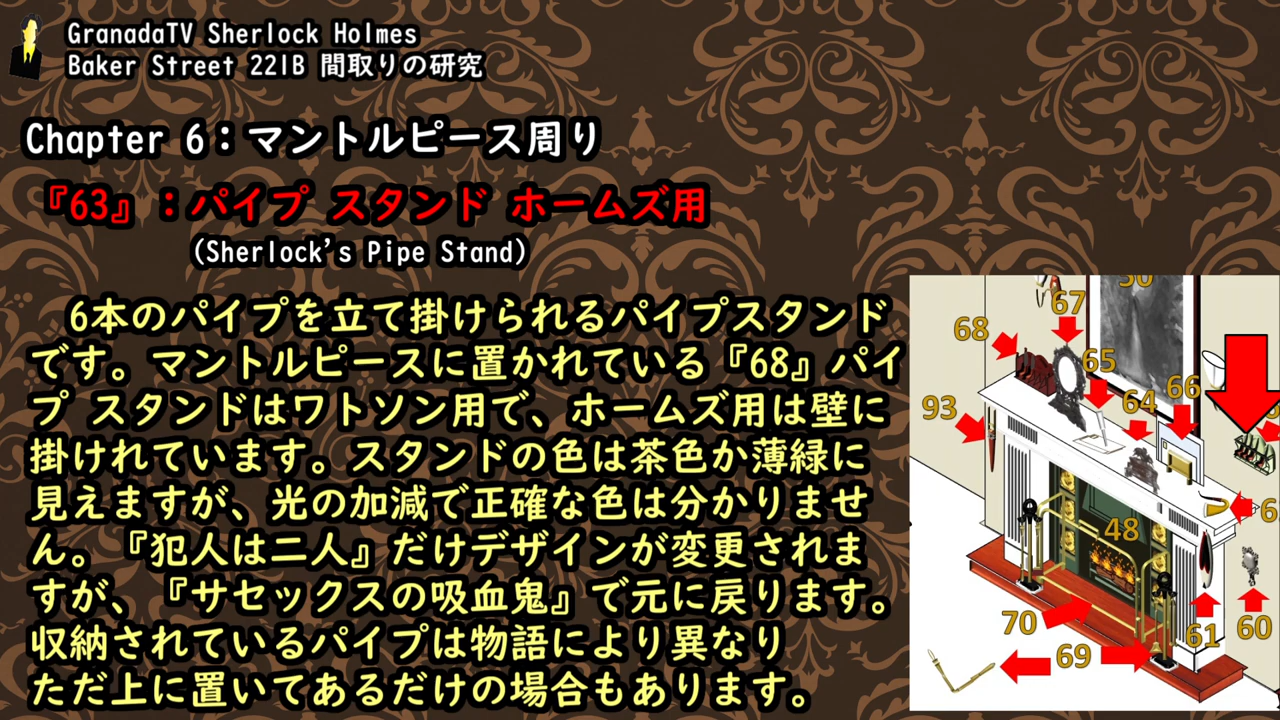 GranadaTV Sherlock Holmes
Baker Street 221B 間取りの研究
Chapter 6：マントルピース周り
『63』：パイプ スタンド ホームズ用
(Sherlock's Pipe Stand)
6本のパイプを立て掛けられるパイプスタンド
です。マントルピースに置かれている『68』パイ
プ スタンドはワトソン用で、ホームズ用は壁に
掛けれています。スタンドの色は茶色か薄緑に
見えますが、光の加減で正確な色は分かりませ
ん。『犯人は二人』だけデザインが変更されま
すが、『サセックスの吸血鬼』で元に戻ります。
収納されているパイプは物語により異なり
ただ上に置いてあるだけの場合もあります。
50
67
68
65
66
64
93
48
70
69
61
60